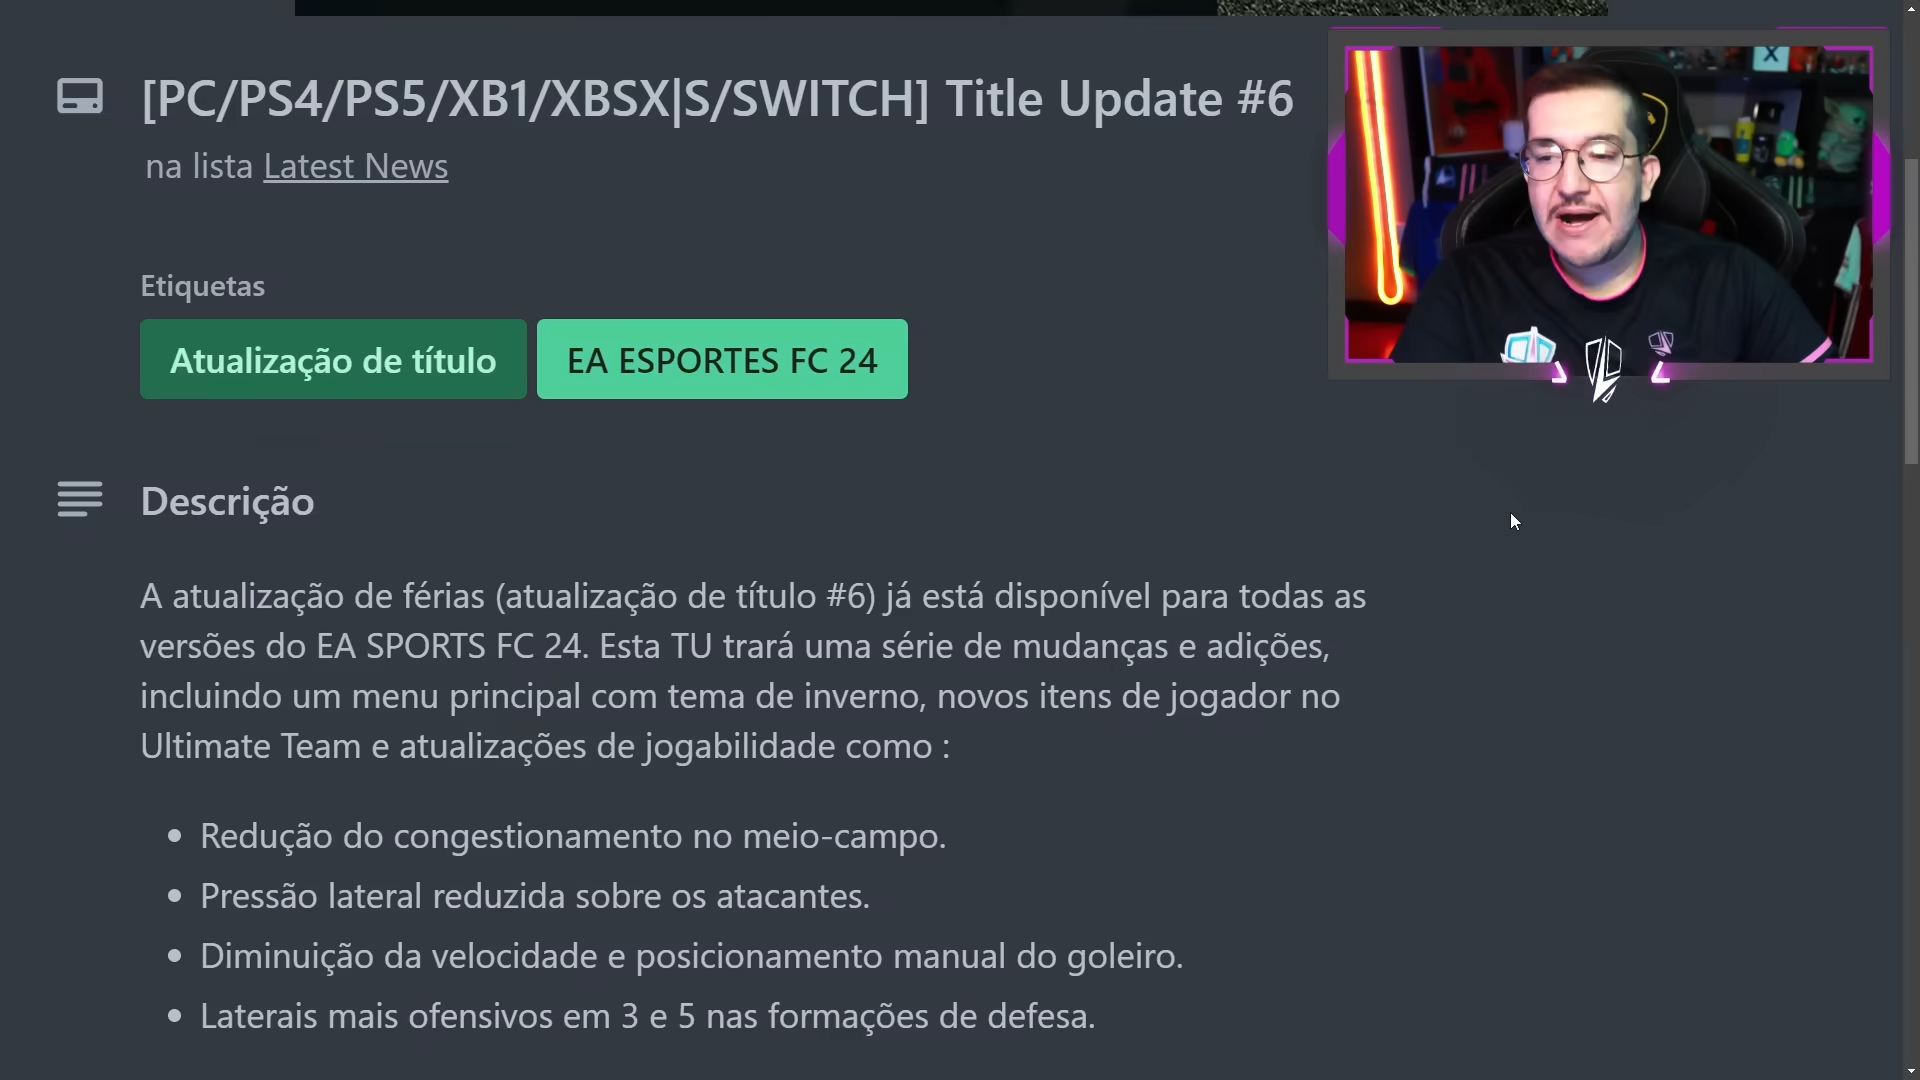 [PC/PS4/PS5/XB1/XBSX|S/SWITCH] Title Update #6
na lista Latest News
Etiquetas
Atualização de título
EA ESPORTES FC 24
Descrição
A atualização de férias (atualização de título #6) já está disponível para todas as
versões do EA SPORTS FC 24. Esta TU trará uma série de mudanças e adições,
incluindo um menu principal com tema de inverno, novos itens de jogador no
Ultimate Team e atualizações de jogabilidade como :
Redução do congestionamento no meio-campo.
Pressão lateral reduzida sobre os atacantes.
Diminuição da velocidade e posicionamento manual do goleiro.
Laterais mais ofensivos em 3 e 5 nas formações de defesa.